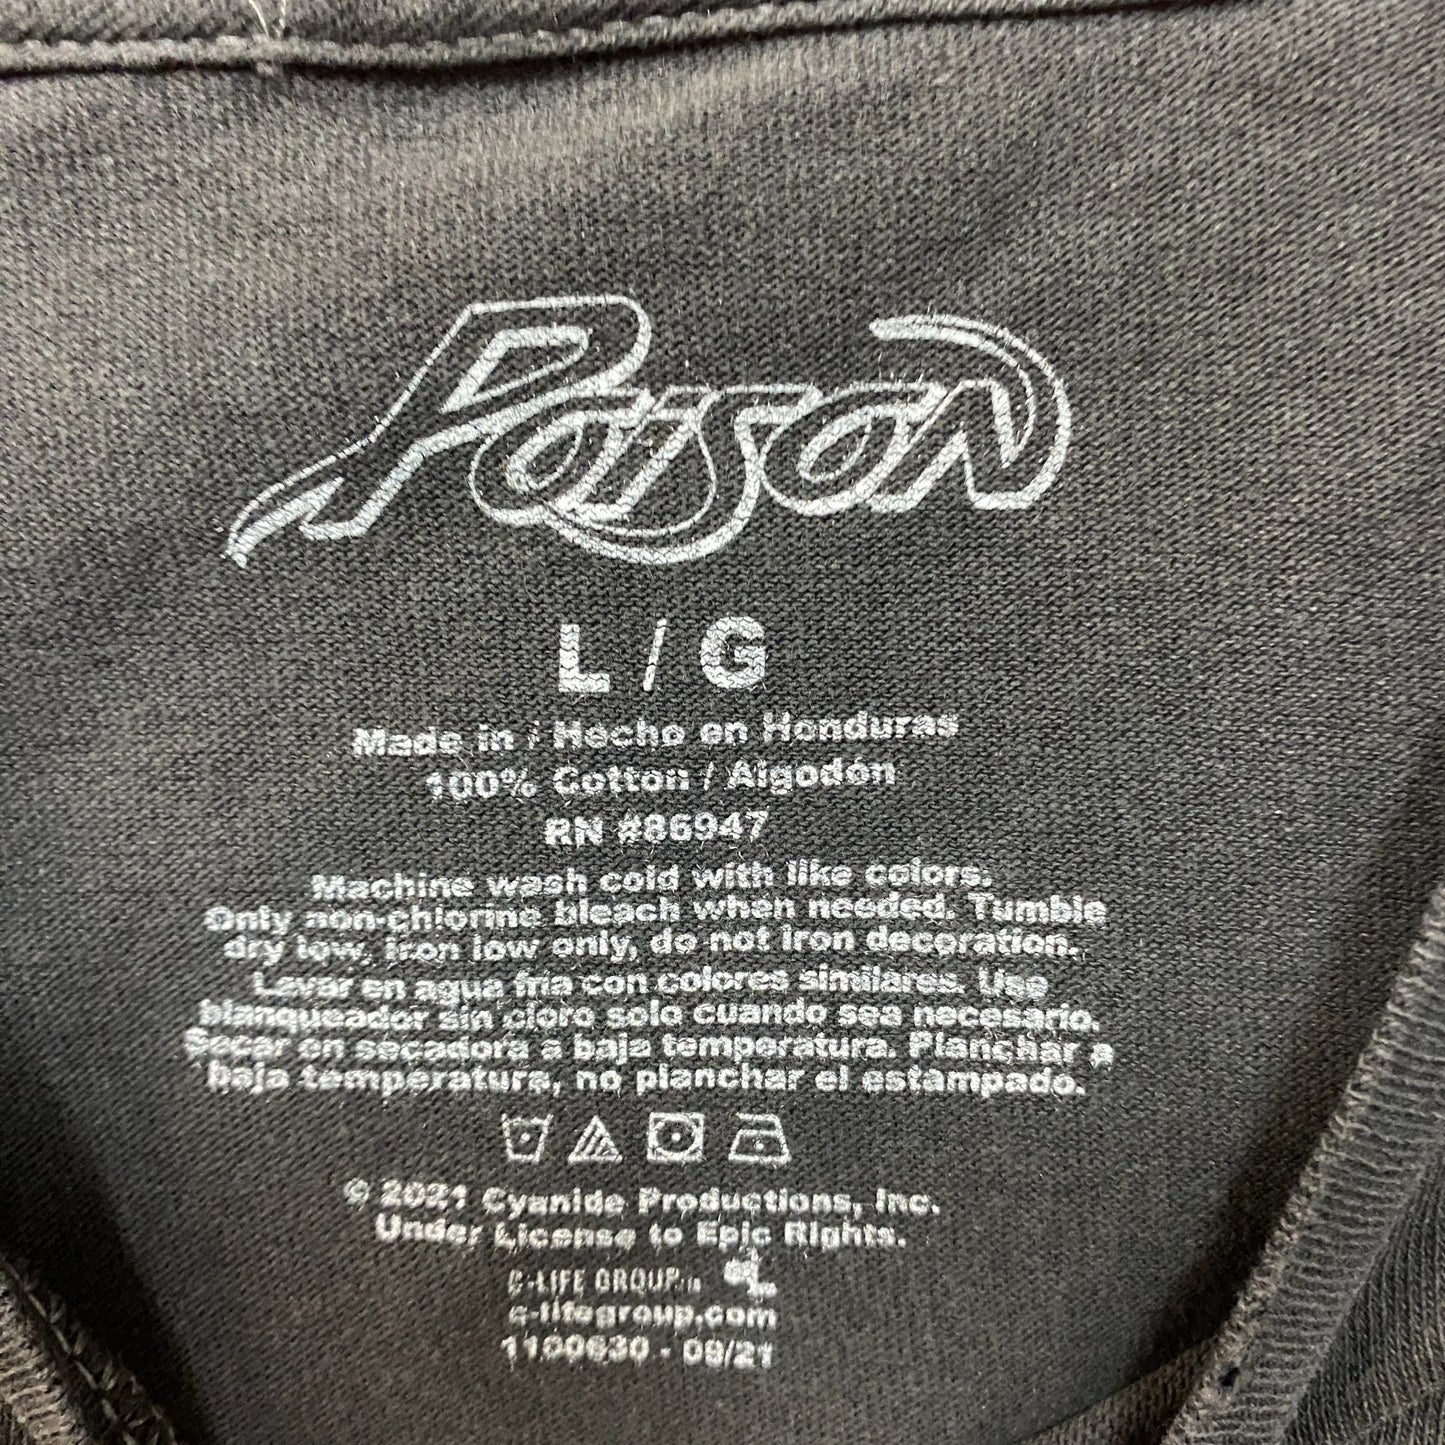 Poison
L / G
Made in / Hecho en Honduras
100% Cotton / Algodón
RN #86947
Machine wash cold with like colors.
Only non-chlorine bleach when needed. Tumble
dry low, iron low only, do not iron decoration.
Lavar en agua fria con colores similares. Use
blanqueador sin cloro solo cuando sea necesario.
Secar en secadora a baja temperatura. Planchar a
baja temperatura, no planchar el estampado.
© 2021 Cyanide Productions, Inc.
Under License to Epic Rights.
C-LIFE GROUP
c-lifegroup.com
1100630 - 09/21